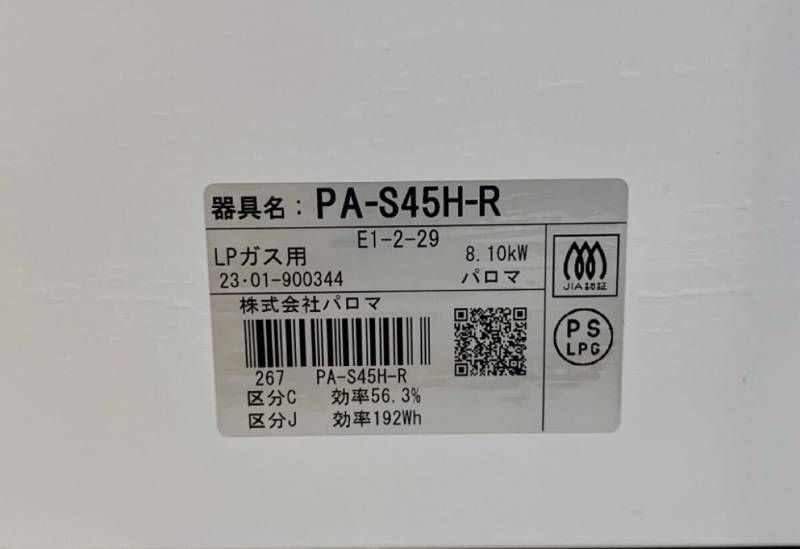 器具名：PA-S45H-R
E1-2-29
LPガス用 8.10kW
23・01-900344 パロマ
株式会社パロマ
267 PA-S45H-R
区分C 効率56.3%
区分J 効率192Wh
JIA認証
PS
LPG